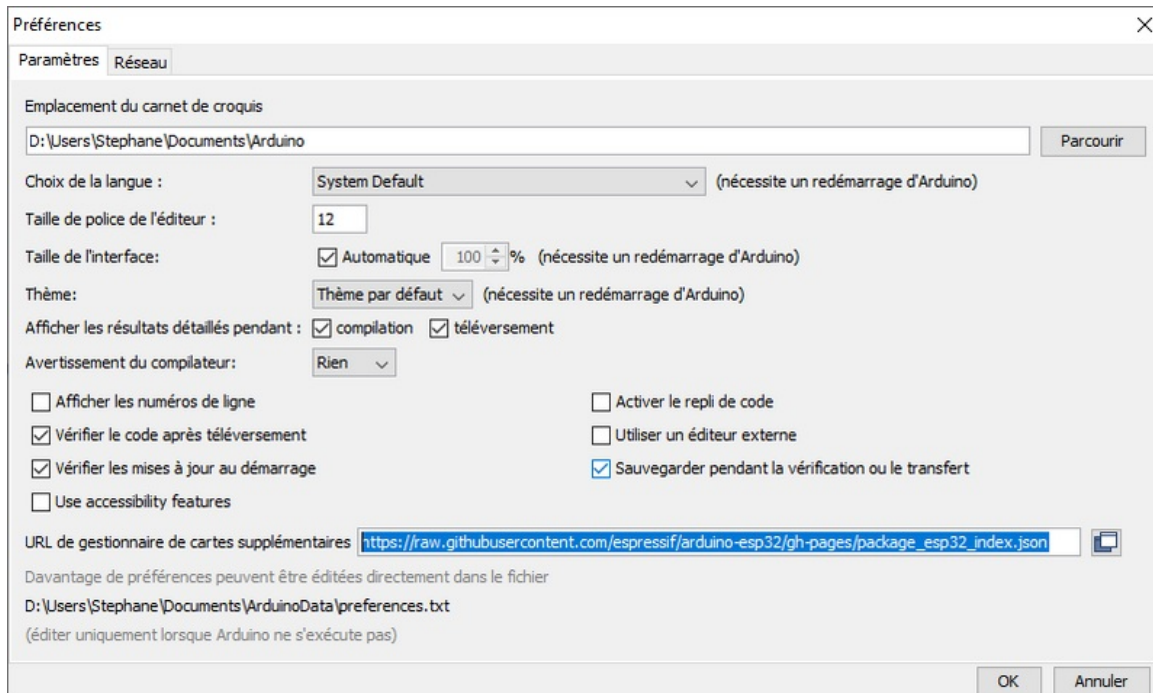 Préférences
Paramètres Réseau
Emplacement du carnet de croquis
D:\Users\Stephane\Documents\Arduino Parcourir
Choix de la langue : System Default (nécessite un redémarrage d'Arduino)
Taille de police de l'éditeur : 12
Taille de l'interface: Automatique 100 % (nécessite un redémarrage d'Arduino)
Thème: Thème par défaut (nécessite un redémarrage d'Arduino)
Afficher les résultats détaillés pendant : compilation téléversement
Avertissement du compilateur: Rien
Afficher les numéros de ligne Activer le repli de code
Vérifier le code après téléversement Utiliser un éditeur externe
Vérifier les mises à jour au démarrage Sauvegarder pendant la vérification ou le transfert
Use accessibility features
URL de gestionnaire de cartes supplémentaires https://raw.githubusercontent.com/espressif/arduino-esp32/gh-pages/package_esp32_index.json
Davantage de préférences peuvent être éditées directement dans le fichier
D:\Users\Stephane\Documents\ArduinoData\preferences.txt
(éditer uniquement lorsque Arduino ne s'exécute pas)
OK Annuler